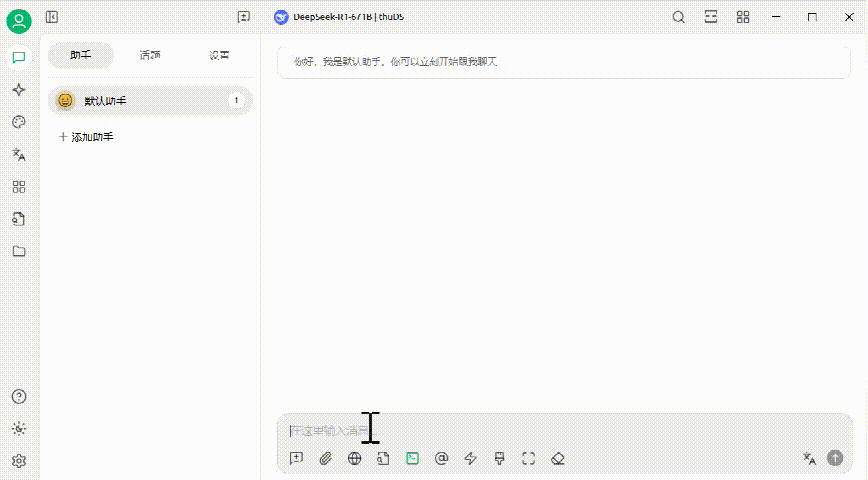 DeepSeek-R1-671B | thuDS
助手 话题 设置
你好，我是默认助手。你可以立刻开始跟我聊天
默认助手 1
添加助手
在这里输入消息